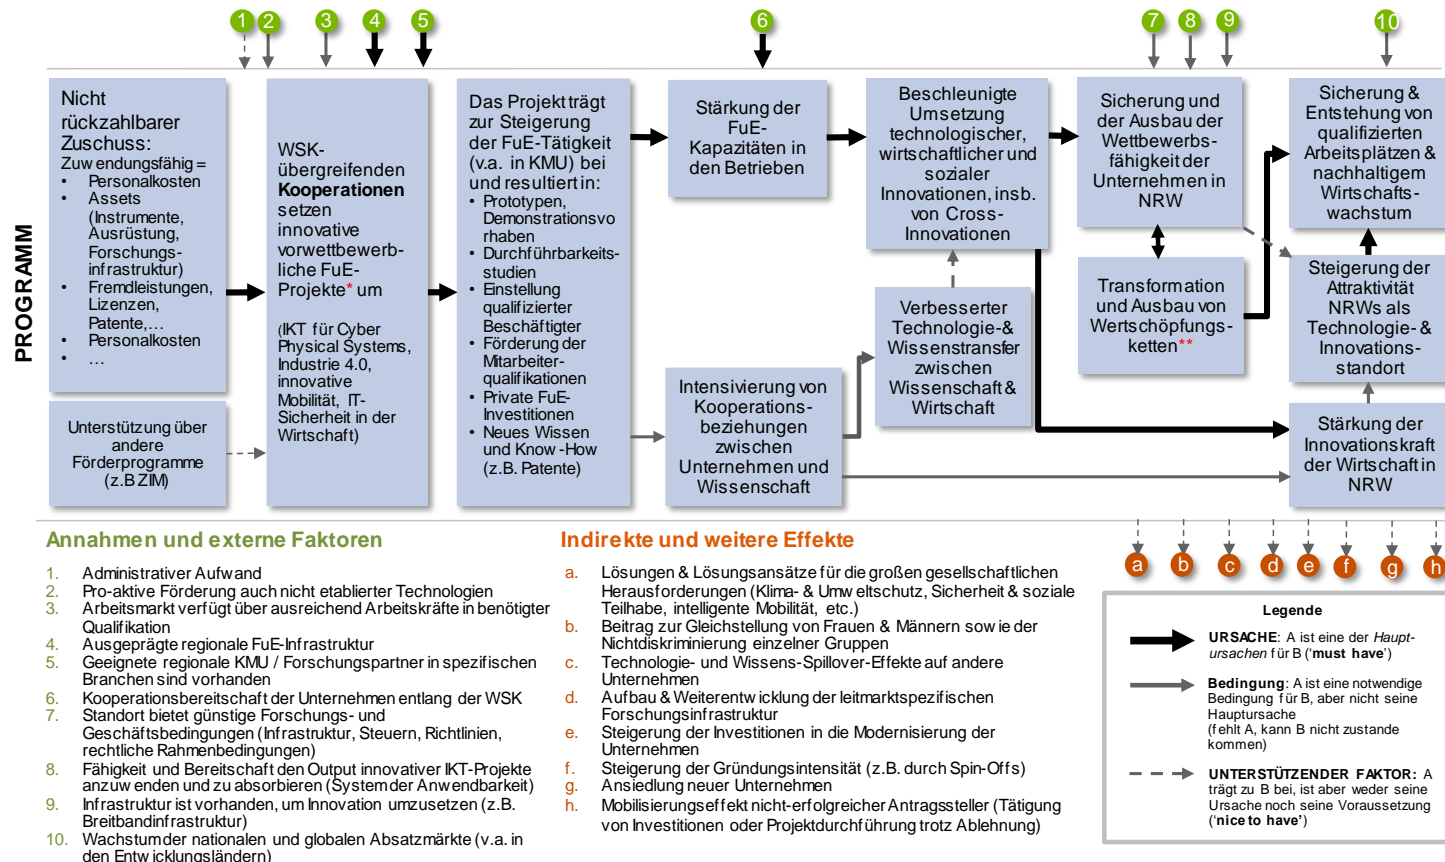 1 2 3 4 5 6 7 8 9 10
PROGRAMM
Nicht
rückzahlbarer
Zuschuss:
Zuwendungsfähig =
• Personalkosten
• Assets
(Instrumente,
Ausrüstung,
Forschungs-
infrastruktur)
• Fremdleistungen,
Lizenzen,
Patente,…
• Personalkosten
• …
Unterstützung über
andere
Förderprogramme
(z.B ZIM)
WSK-
übergreifenden
Kooperationen
setzen
innovative
vorwettbewerb-
liche FuE-
Projekte* um
(IKT für Cyber
Physical Systems,
Industrie 4.0,
innovative
Mobilität, IT-
Sicherheit in der
Wirtschaft)
Das Projekt trägt
zur Steigerung
der FuE-Tätigkeit
(v.a. in KMU) bei
und resultiert in:
• Prototypen,
Demonstrationsvo
rhaben
• Durchführbarkeits-
studien
• Einstellung
qualifizierter
Beschäftigter
• Förderung der
Mitarbeiter-
qualifikationen
• Private FuE-
Investitionen
• Neues Wissen
und Know-How
(z.B. Patente)
Stärkung der
FuE-
Kapazitäten in
den Betrieben
Intensivierung von
Kooperations-
beziehungen
zwischen
Unternehmen und
Wissenschaft
Beschleunigte
Umsetzung
technologischer,
wirtschaftlicher und
sozialer
Innovationen, insb.
von Cross-
Innovationen
Verbesserter
Technologie- &
Wissenstransfer
zwischen
Wissenschaft &
Wirtschaft
Sicherung und
der Ausbau der
Wettbewerbs-
fähigkeit der
Unternehmen in
NRW
Transformation
und Ausbau von
Wertschöpfungs-
ketten**
Sicherung &
Entstehung von
qualifizierten
Arbeitsplätzen &
nachhaltigem
Wirtschafts-
wachstum
Steigerung der
Attraktivität
NRWs als
Technologie- &
Innovations-
standort
Stärkung der
Innovationskraft
der Wirtschaft in
NRW
Annahmen und externe Faktoren
1. Administrativer Aufwand
2. Pro-aktive Förderung auch nicht etablierter Technologien
3. Arbeitsmarkt verfügt über ausreichend Arbeitskräfte in benötigter
Qualifikation
4. Ausgeprägte regionale FuE-Infrastruktur
5. Geeignete regionale KMU / Forschungspartner in spezifischen
Branchen sind vorhanden
6. Kooperationsbereitschaft der Unternehmen entlang der WSK
7. Standort bietet günstige Forschungs- und
Geschäftsbedingungen (Infrastruktur, Steuern, Richtlinien,
rechtliche Rahmenbedingungen)
8. Fähigkeit und Bereitschaft den Output innovativer IKT-Projekte
anzuwenden und zu absorbieren (System der Anwendbarkeit)
9. Infrastruktur ist vorhanden, um Innovation umzusetzen (z.B.
Breitbandinfrastruktur)
10. Wachstum der nationalen und globalen Absatzmärkte (v.a. in
den Entwicklungsländern)
Indirekte und weitere Effekte
a. Lösungen & Lösungsansätze für die großen gesellschaftlichen
Herausforderungen (Klima- & Umweltschutz, Sicherheit & soziale
Teilhabe, intelligente Mobilität, etc.)
b. Beitrag zur Gleichstellung von Frauen & Männern sowie der
Nichtdiskriminierung einzelner Gruppen
c. Technologie- und Wissens-Spillover-Effekte auf andere
Unternehmen
d. Aufbau & Weiterentwicklung der leitmarktspezifischen
Forschungsinfrastruktur
e. Steigerung der Investitionen in die Modernisierung der
Unternehmen
f. Steigerung der Gründungsintensität (z.B. durch Spin-Offs)
g. Ansiedlung neuer Unternehmen
h. Mobilisierungseffekt nicht-erfolgreicher Antragssteller (Tätigung
von Investitionen oder Projektdurchführung trotz Ablehnung)
a b c d e f g h
Legende
URSACHE: A ist eine der Haupt-
ursachen für B ('must have')
Bedingung: A ist eine notwendige
Bedingung für B, aber nicht seine
Hauptursache
(fehlt A, kann B nicht zustande
kommen)
UNTERSTÜTZENDER FAKTOR: A
trägt zu B bei, ist aber weder seine
Ursache noch seine Voraussetzung
('nice to have')